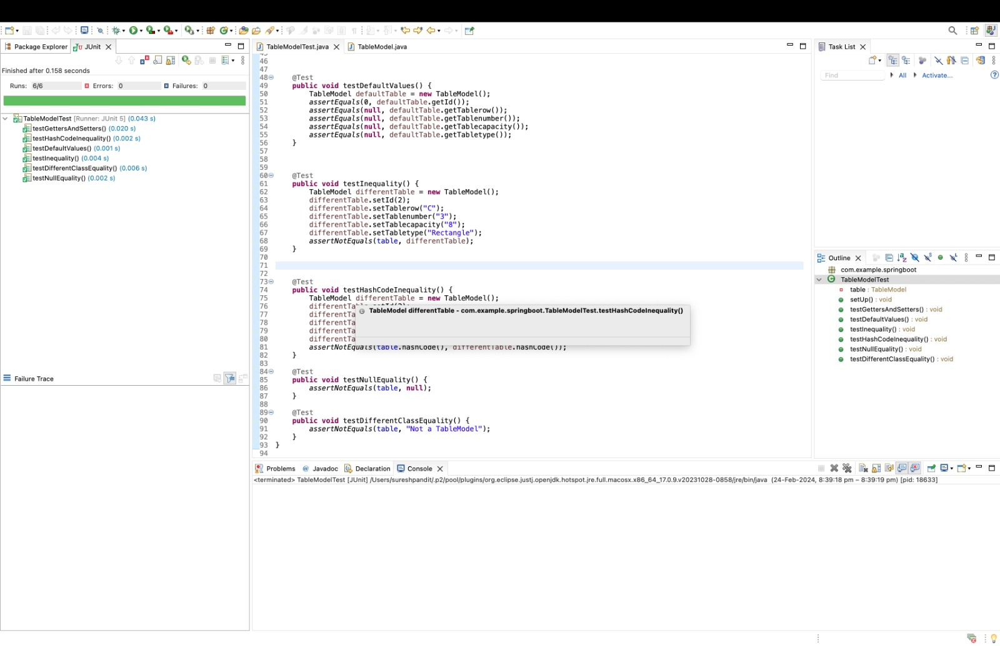 Package Explorer
JUnit
TableModelTest.java
TableModel.java
Task List
Finished after 0.158 seconds
Runs: 6/6
Errors: 0
Failures: 0
Find
All
Activate...
TableModelTest [Runner: JUnit 5] (0.043 s)
testGettersAndSetters() (0.020 s)
testHashCodeInequality() (0.002 s)
testDefaultValues() (0.001 s)
testInequality() (0.004 s)
testDifferentClassEquality() (0.006 s)
testNullEquality() (0.002 s)
Failure Trace
46
47
48 @Test
49 public void testDefaultValues() {
50 TableModel defaultTable = new TableModel();
51 assertEquals(0, defaultTable.getId());
52 assertEquals(null, defaultTable.getTablerow());
53 assertEquals(null, defaultTable.getTablenumber());
54 assertEquals(null, defaultTable.getTablecapacity());
55 assertEquals(null, defaultTable.getTabletype());
56 }
57
58
59
60 @Test
61 public void testInequality() {
62 TableModel differentTable = new TableModel();
63 differentTable.setId(2);
64 differentTable.setTablerow("C");
65 differentTable.setTablenumber("3");
66 differentTable.setTablecapacity("8");
67 differentTable.setTabletype("Rectangle");
68 assertNotEquals(table, differentTable);
69 }
70
71
72
73 @Test
74 public void testHashCodeInequality() {
75 TableModel differentTable = new TableModel();
76 differentTable.setId(2);
TableModel differentTable - com.example.springboot.TableModelTest.testHashCodeInequality()
77 differentTa
78 differentTa
79 differentTa
80 differentTa
81 assertNotEquals(table.hashCode(), differentTable.hashCode());
82 }
83
84 @Test
85 public void testNullEquality() {
86 assertNotEquals(table, null);
87 }
88
89 @Test
90 public void testDifferentClassEquality() {
91 assertNotEquals(table, "Not a TableModel");
92 }
93 }
94
Outline
com.example.springboot
TableModelTest
table : TableModel
setUp() : void
testGettersAndSetters() : void
testDefaultValues() : void
testInequality() : void
testHashCodeInequality() : void
testNullEquality() : void
testDifferentClassEquality() : void
Problems
@ Javadoc
Declaration
Console
<terminated> TableModelTest [JUnit] /Users/sureshpandit/.p2/pool/plugins/org.eclipse.justj.openjdk.hotspot.jre.full.macosx.x86_64_17.0.9.v20231028-0858/jre/bin/java (24-Feb-2024, 8:39:18 pm – 8:39:19 pm) [pid: 18633]